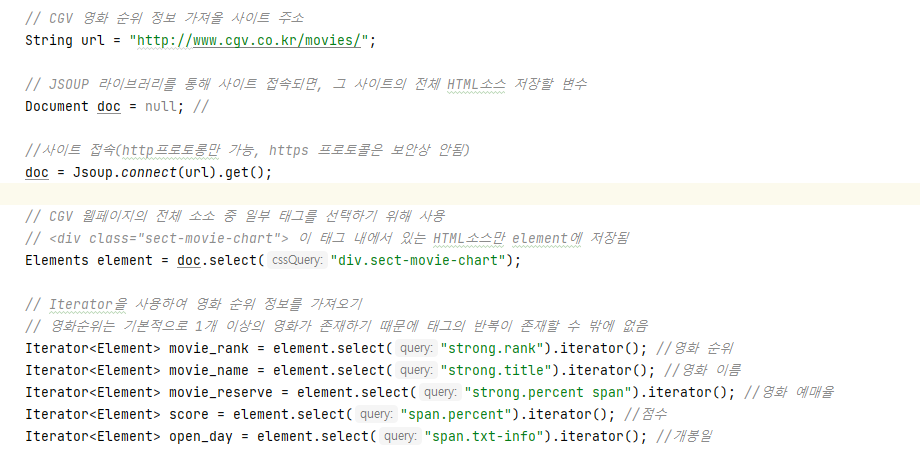 // CGV 영화 순위 정보 가져올 사이트 주소
String url = "http://www.cgv.co.kr/movies/";
// JSOUP 라이브러리를 통해 사이트 접속되면, 그 사이트의 전체 HTML소스 저장할 변수
Document doc = null; //
//사이트 접속(http프로토롱만 가능, https 프로토콜은 보안상 안됨)
doc = Jsoup.connect(url).get();
// CGV 웹페이지의 전체 소소 중 일부 태그를 선택하기 위해 사용
// <div class="sect-movie-chart"> 이 태그 내에서 있는 HTML소스만 element에 저장됨
Elements element = doc.select( cssQuery: "div.sect-movie-chart");
// Iterator을 사용하여 영화 순위 정보를 가져오기
// 영화순위는 기본적으로 1개 이상의 영화가 존재하기 때문에 태그의 반복이 존재할 수 밖에 없음
Iterator<Element> movie_rank = element.select( query: "strong.rank").iterator(); //영화 순위
Iterator<Element> movie_name = element.select( query: "strong.title").iterator(); //영화 이름
Iterator<Element> movie_reserve = element.select( query: "strong.percent span").iterator(); //영화 예매율
Iterator<Element> score = element.select( query: "span.percent").iterator(); //점수
Iterator<Element> open_day = element.select( query: "span.txt-info").iterator(); //개봉일